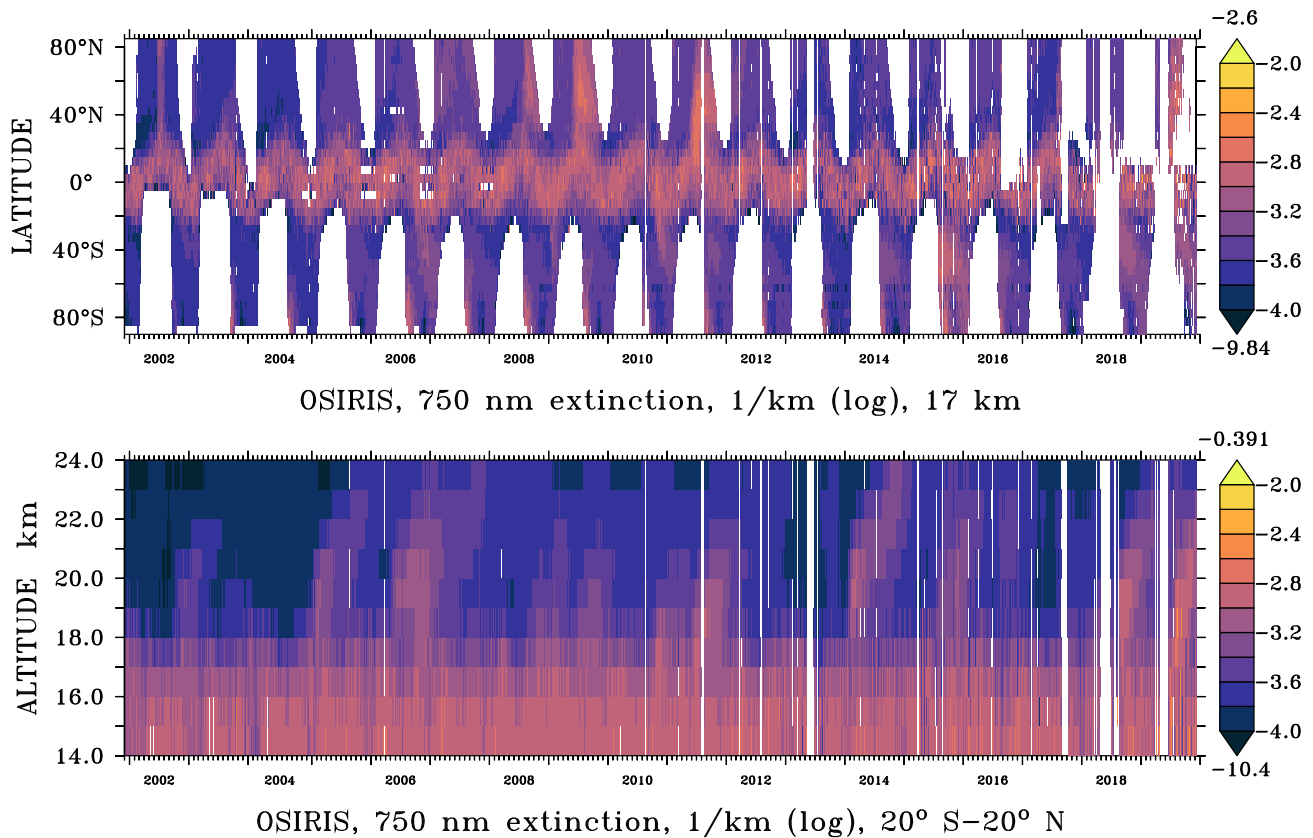 −2.6
80°N
40°N
0°
40°S
80°S
LATITUDE
−2.0
−2.4
−2.8
−3.2
−3.6
−4.0
−9.84
2002 2004 2006 2008 2010 2012 2014 2016 2018
OSIRIS, 750 nm extinction, 1/km (log), 17 km
−0.391
24.0
22.0
20.0
18.0
16.0
14.0
ALTITUDE km
−2.0
−2.4
−2.8
−3.2
−3.6
−4.0
−10.4
2002 2004 2006 2008 2010 2012 2014 2016 2018
OSIRIS, 750 nm extinction, 1/km (log), 20° S−20° N